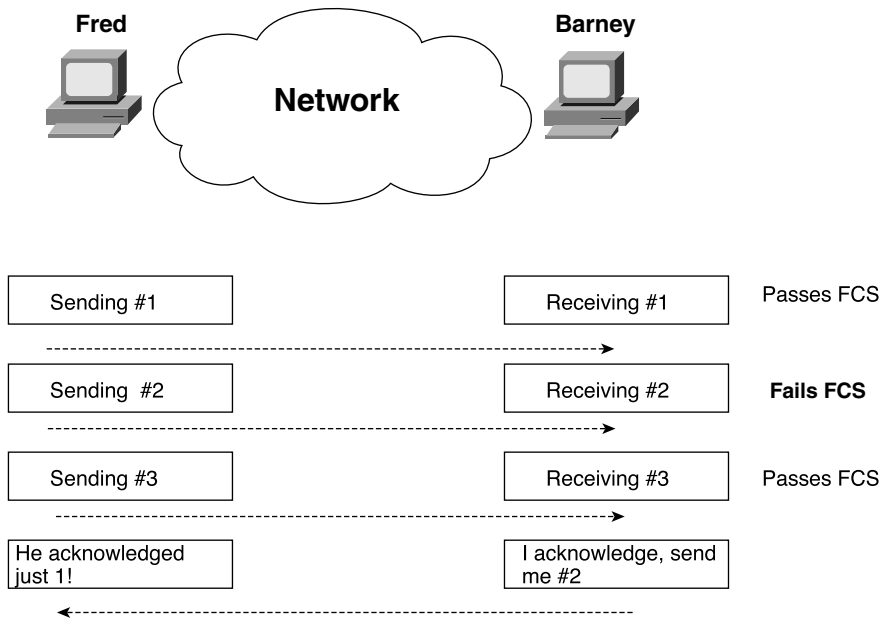 Fred
Barney
Network
Sending #1
Receiving #1
Passes FCS
Sending #2
Receiving #2
Fails FCS
Sending #3
Receiving #3
Passes FCS
He acknowledged
just 1!
I acknowledge, send
me #2